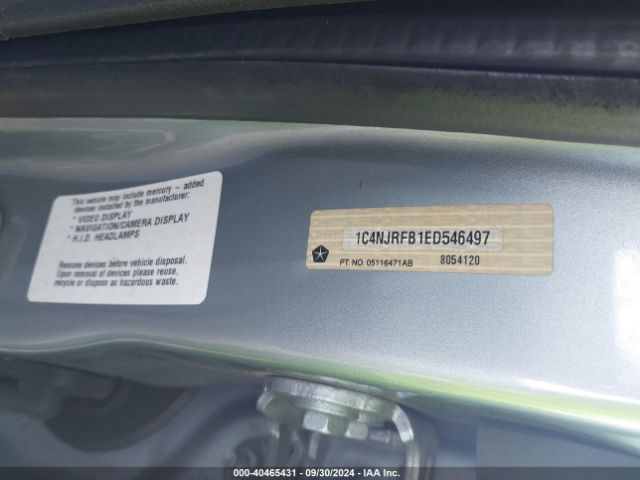 This vehicle may include mercury – added
devices installed by the manufacturer:
* VIDEO DISPLAY
* NAVIGATION/CAMERA DISPLAY
* H.I.D. HEADLAMPS
Remove devices before vehicle disposal.
Upon removal of devices please reuse,
recycle or dispose as hazardous waste.
1C4NJRFB1ED546497
PT. NO. 05116471AB 8054120
000-40465431 - 09/30/2024 - IAA Inc.